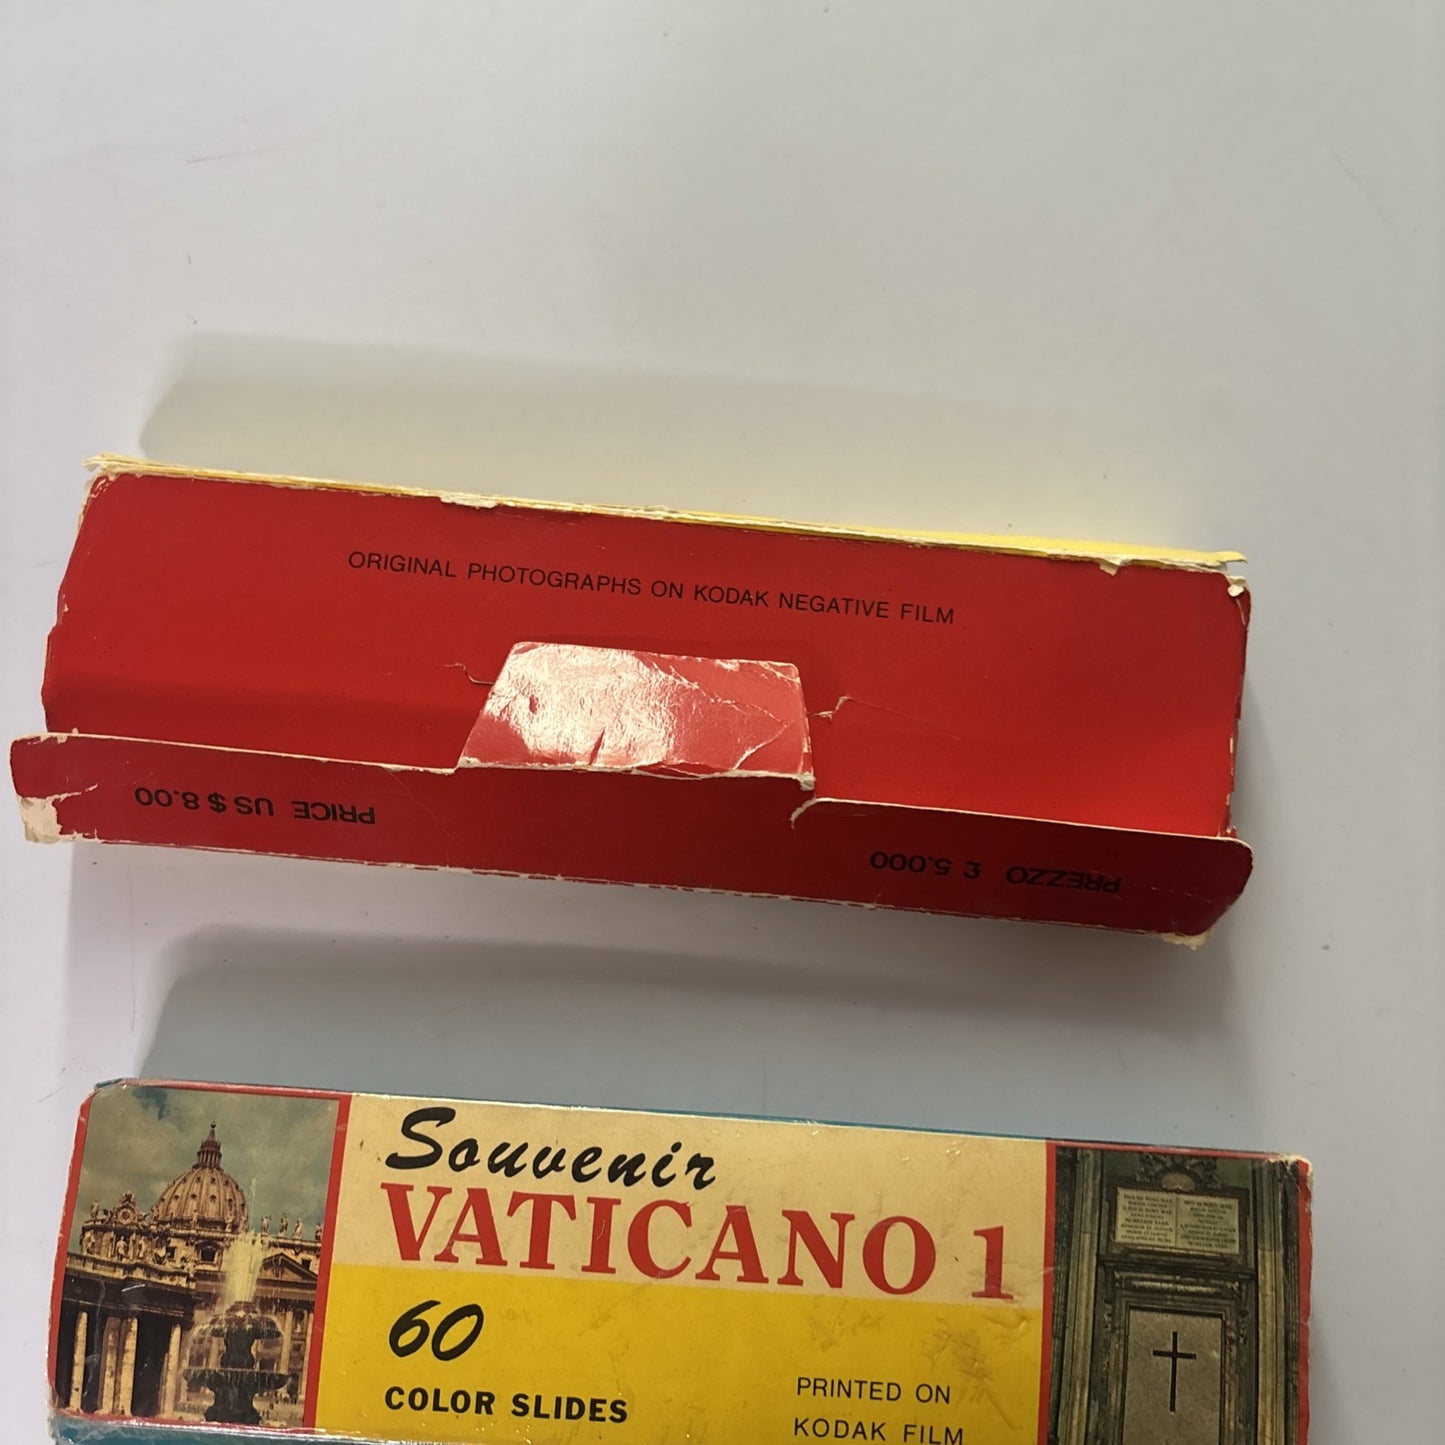 ORIGINAL PHOTOGRAPHS ON KODAK NEGATIVE FILM
PRICE US $ 8.00
PREZZO £ 5.000
Souvenir
VATICANO 1
60
COLOR SLIDES
PRINTED ON
KODAK FILM